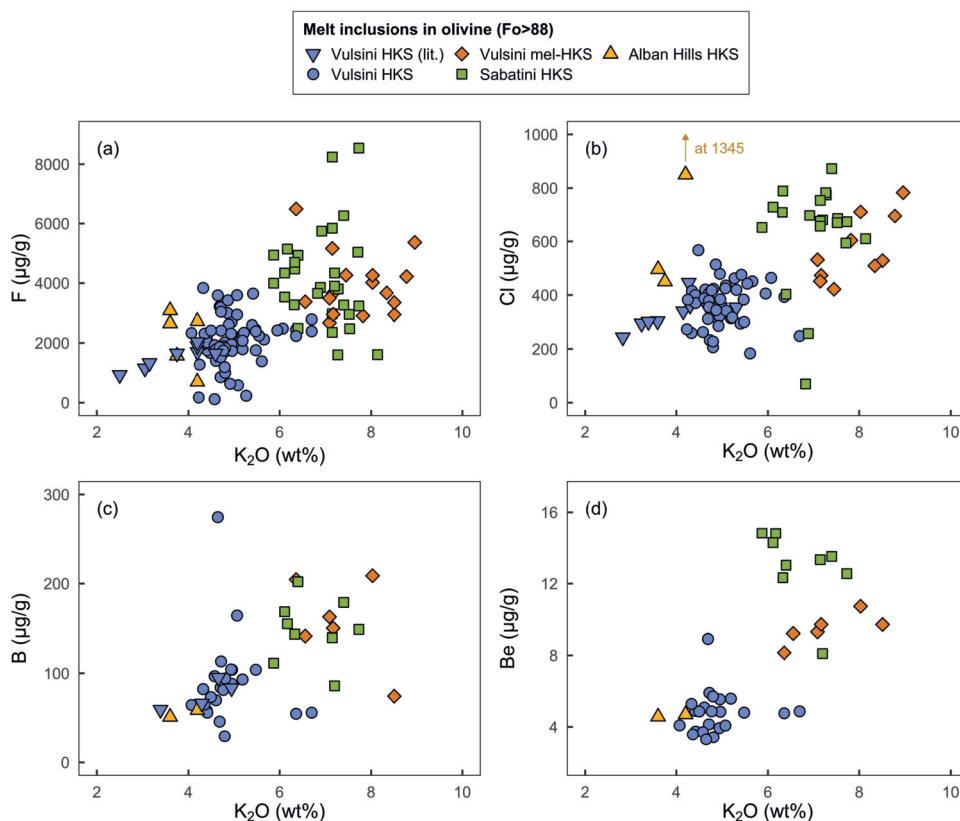 Melt inclusions in olivine (Fo>88)
Vulsini HKS (lit.) Vulsini mel-HKS Alban Hills HKS
Vulsini HKS Sabatini HKS
(a)
F (µg/g)
8000
6000
4000
2000
0
2 4 6 8 10
K₂O (wt%)
(b)
at 1345
Cl (µg/g)
1000
800
600
400
200
0
2 4 6 8 10
K₂O (wt%)
(c)
B (µg/g)
300
200
100
0
2 4 6 8 10
K₂O (wt%)
(d)
Be (µg/g)
16
12
8
4
0
2 4 6 8 10
K₂O (wt%)